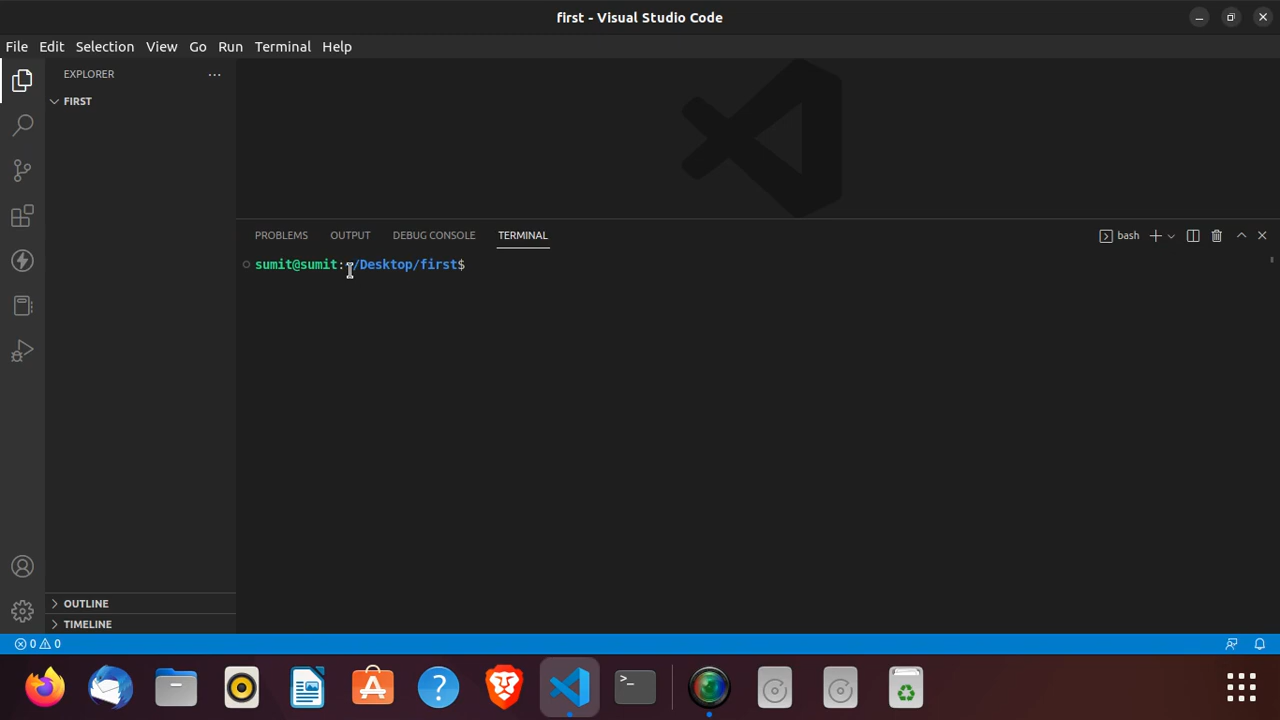 first - Visual Studio Code
File Edit Selection View Go Run Terminal Help
EXPLORER
FIRST
PROBLEMS OUTPUT DEBUG CONSOLE TERMINAL
bash
sumit@sumit:~/Desktop/first$
OUTLINE
TIMELINE
0 0